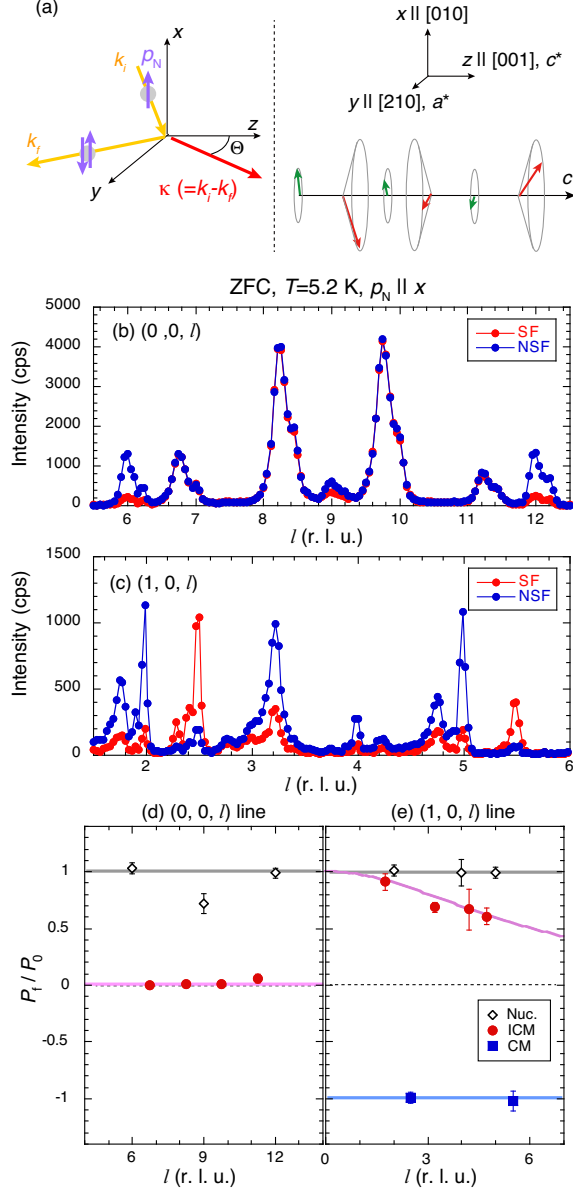 (a)
x
k_i
p_N
z
Θ
k_f
y
κ (=k_i-k_f)
x || [010]
z || [001], c*
y || [210], a*
c
ZFC, T=5.2 K, p_N || x
(b) (0 ,0, l)
SF
NSF
Intensity (cps)
5000
4000
3000
2000
1000
0
6 7 8 9 10 11 12
l (r. l. u.)
(c) (1, 0, l)
SF
NSF
Intensity (cps)
1500
1000
500
0
2 3 4 5 6
l (r. l. u.)
(d) (0, 0, l) line
P_f / P_0
1
0.5
0
-0.5
-1
6 9 12
l (r. l. u.)
(e) (1, 0, l) line
Nuc.
ICM
CM
0 3 6
l (r. l. u.)